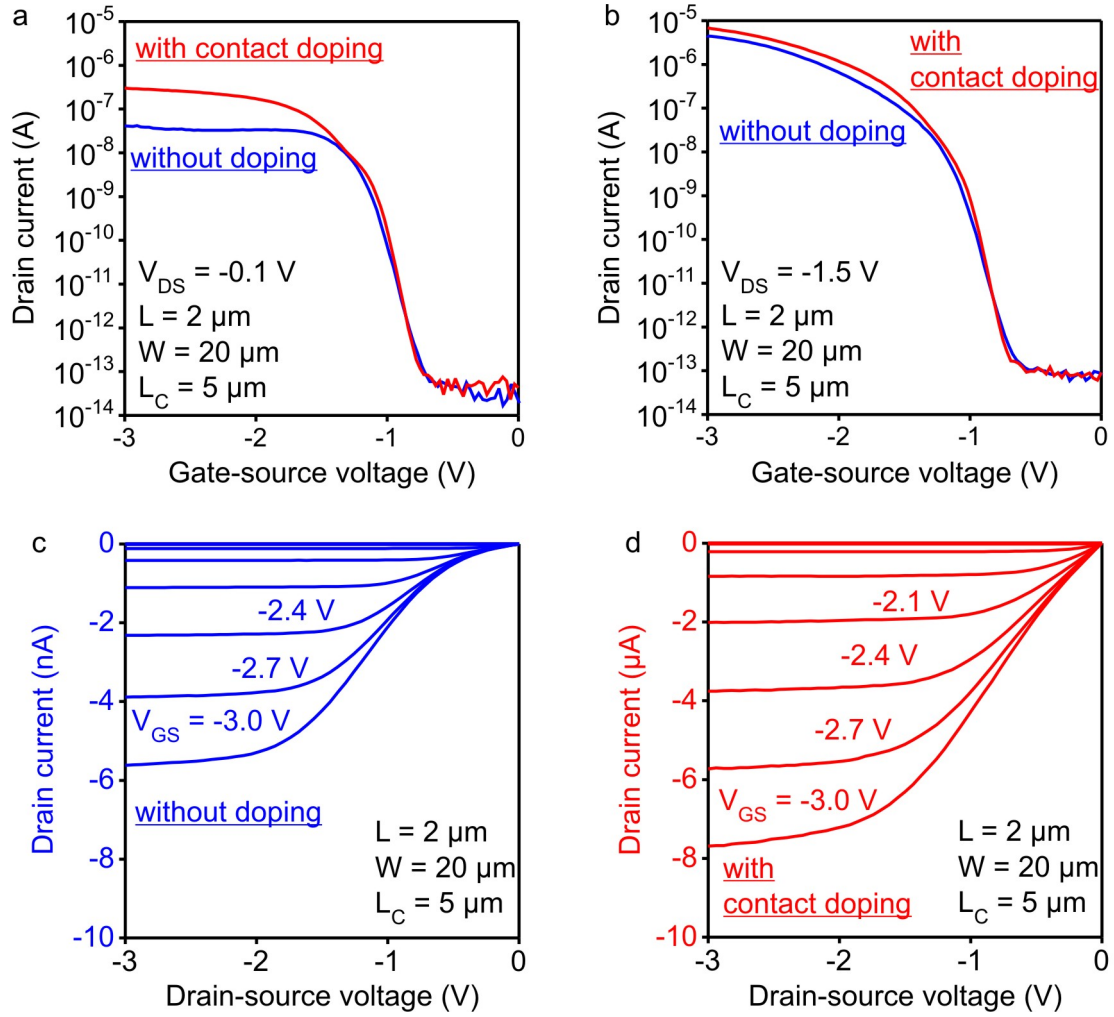 a
10⁻⁵
10⁻⁶
10⁻⁷
10⁻⁸
10⁻⁹
10⁻¹⁰
10⁻¹¹
10⁻¹²
10⁻¹³
10⁻¹⁴
Drain current (A)
with contact doping
without doping
V_DS = -0.1 V
L = 2 µm
W = 20 µm
L_C = 5 µm
-3
-2
-1
0
Gate-source voltage (V)
b
10⁻⁵
10⁻⁶
10⁻⁷
10⁻⁸
10⁻⁹
10⁻¹⁰
10⁻¹¹
10⁻¹²
10⁻¹³
10⁻¹⁴
Drain current (A)
with
contact doping
without doping
V_DS = -1.5 V
L = 2 µm
W = 20 µm
L_C = 5 µm
-3
-2
-1
0
Gate-source voltage (V)
c
0
-2
-4
-6
-8
-10
Drain current (nA)
-2.4 V
-2.7 V
V_GS = -3.0 V
without doping
L = 2 µm
W = 20 µm
L_C = 5 µm
-3
-2
-1
0
Drain-source voltage (V)
d
0
-2
-4
-6
-8
-10
Drain current (µA)
-2.1 V
-2.4 V
-2.7 V
V_GS = -3.0 V
with
contact doping
L = 2 µm
W = 20 µm
L_C = 5 µm
-3
-2
-1
0
Drain-source voltage (V)